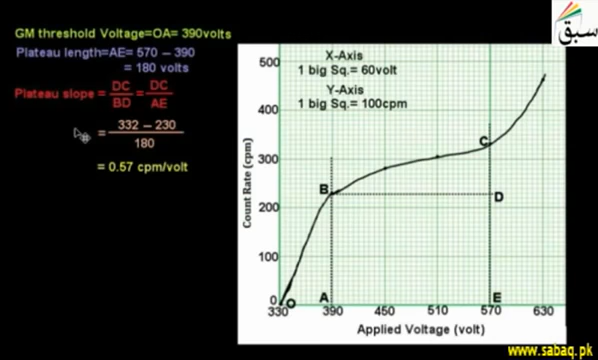 GM threshold Voltage=OA= 390volts
Plateau length=AE= 570 – 390
= 180 volts
Plateau slope = DC/BD = DC/AE
= 332 – 230
180
= 0.57 cpm/volt
سبق
X-Axis
1 big Sq.= 60volt
Y-Axis
1 big Sq.= 100cpm
Count Rate (cpm)
500
400
300
200
100
0
B
C
D
O
A
E
330 390 450 510 570 630
Applied Voltage (volt)
www.sabaq.pk